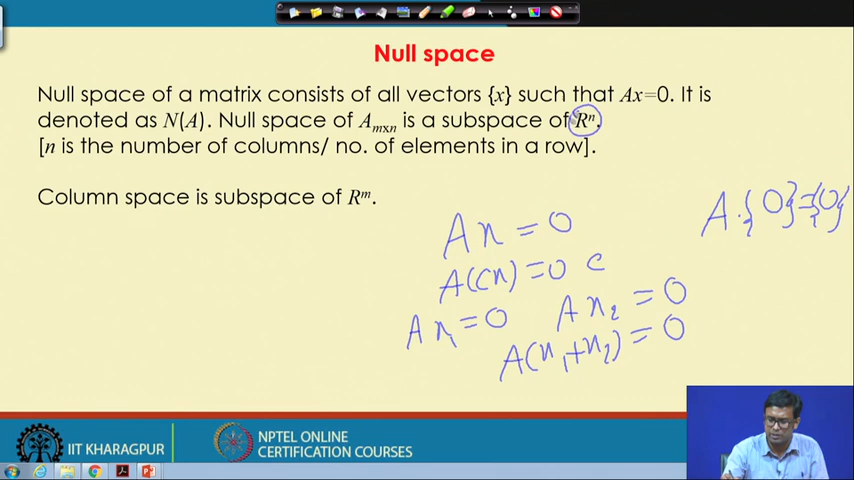 Null space
Null space of a matrix consists of all vectors {x} such that Ax=0. It is
denoted as N(A). Null space of Aₘₓₙ is a subspace of Rⁿ.
[n is the number of columns/ no. of elements in a row].
Column space is subspace of Rᵐ.
A.{0}={0}
Ax = 0
A(cx) = 0 c
Ax₁ = 0 Ax₂ = 0
A(x₁+x₂) = 0
IIT KHARAGPUR
NPTEL ONLINE
CERTIFICATION COURSES